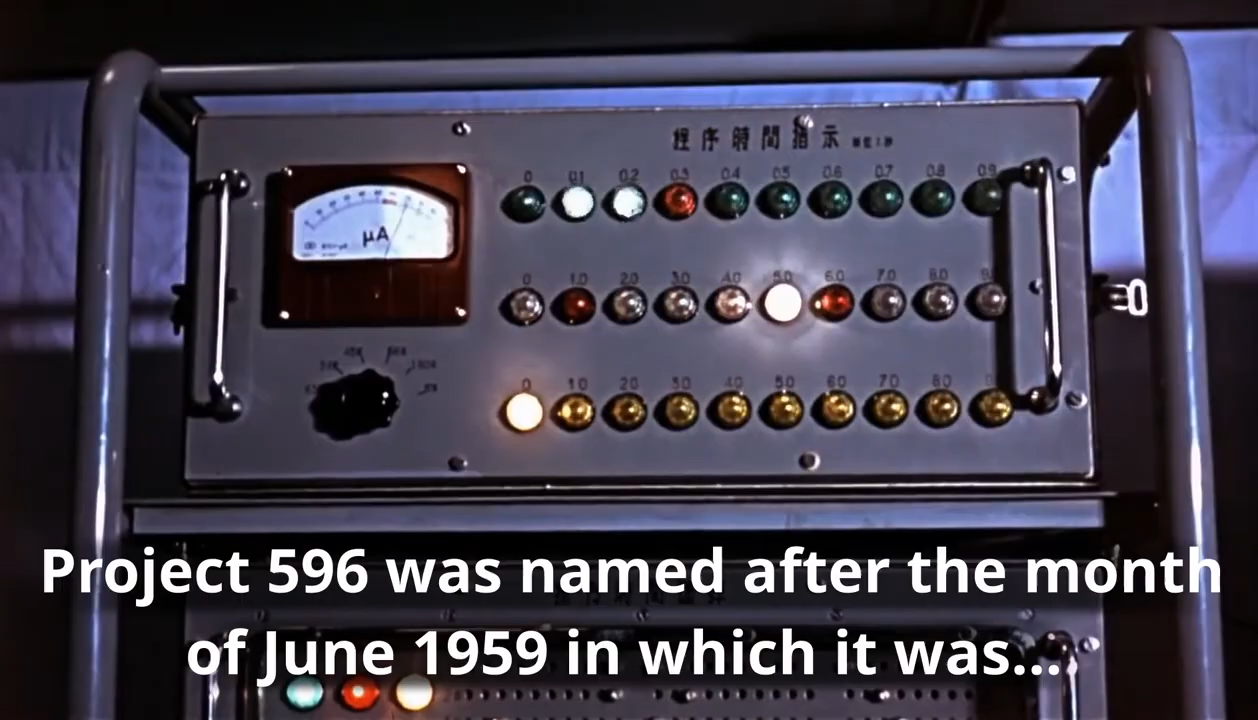 程序時間指示
0 0.1 0.2 0.3 0.4 0.5 0.6 0.7 0.8 0.9
μA
0 1.0 2.0 3.0 4.0 5.0 6.0 7.0 8.0
0 10 20 30 40 50 60 70 80
Project 596 was named after the month
of June 1959 in which it was...